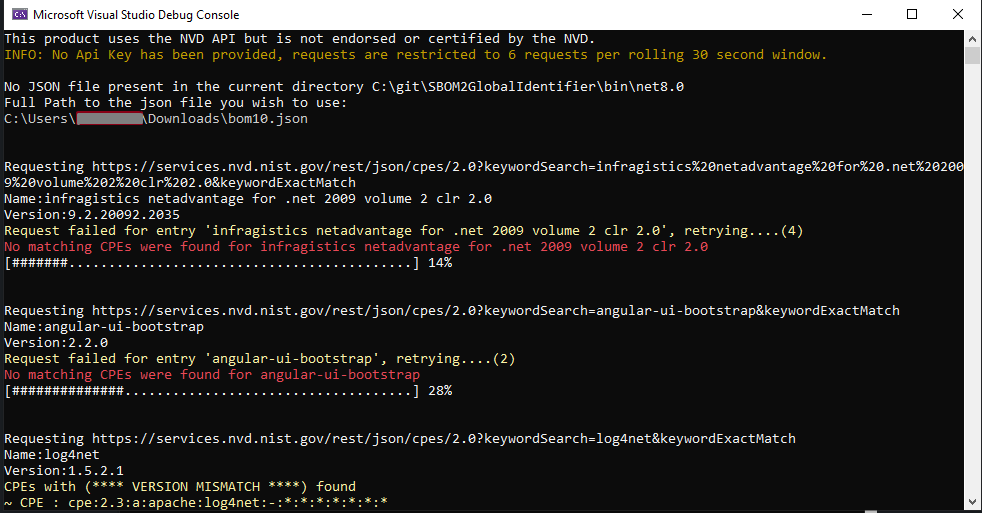 Microsoft Visual Studio Debug Console
This product uses the NVD API but is not endorsed or certified by the NVD.
INFO: No Api Key has been provided, requests are restricted to 6 requests per rolling 30 second window.
No JSON file present in the current directory C:\git\SBOM2GlobalIdentifier\bin\net8.0
Full Path to the json file you wish to use:
C:\Users\ \Downloads\bom10.json
Requesting https://services.nvd.nist.gov/rest/json/cpes/2.0?keywordSearch=infragistics%20netadvantage%20for%20.net%20200
9%20volume%202%20clr%202.0&keywordExactMatch
Name:infragistics netadvantage for .net 2009 volume 2 clr 2.0
Version:9.2.20092.2035
Request failed for entry 'infragistics netadvantage for .net 2009 volume 2 clr 2.0', retrying....(4)
No matching CPEs were found for infragistics netadvantage for .net 2009 volume 2 clr 2.0
[#######...........................................] 14%
Requesting https://services.nvd.nist.gov/rest/json/cpes/2.0?keywordSearch=angular-ui-bootstrap&keywordExactMatch
Name:angular-ui-bootstrap
Version:2.2.0
Request failed for entry 'angular-ui-bootstrap', retrying....(2)
No matching CPEs were found for angular-ui-bootstrap
[##############....................................] 28%
Requesting https://services.nvd.nist.gov/rest/json/cpes/2.0?keywordSearch=log4net&keywordExactMatch
Name:log4net
Version:1.5.2.1
CPEs with (**** VERSION MISMATCH ****) found
~ CPE : cpe:2.3:a:apache:log4net:-:*:*:*:*:*:*:*